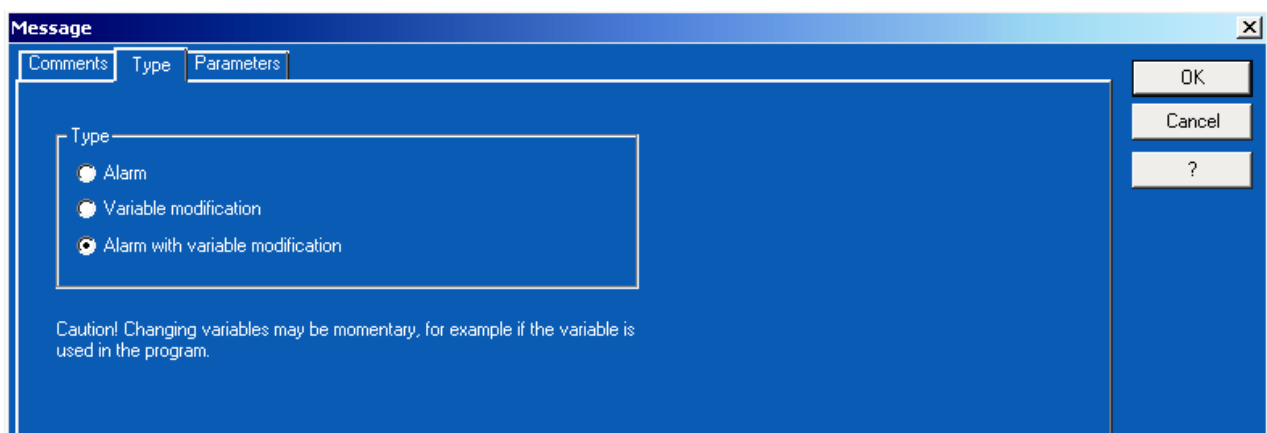 Message
Comments Type Parameters
OK
Cancel
?
Type
Alarm
Variable modification
Alarm with variable modification
Caution! Changing variables may be momentary, for example if the variable is
used in the program.